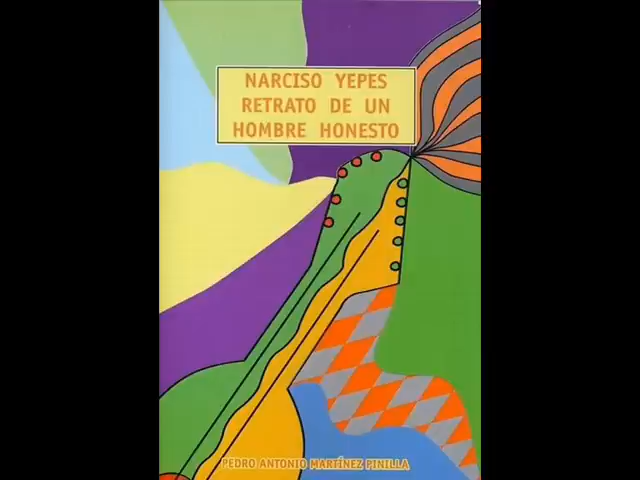 NARCISO YEPES
RETRATO DE UN
HOMBRE HONESTO
PEDRO ANTONIO MARTÍNEZ PINILLA